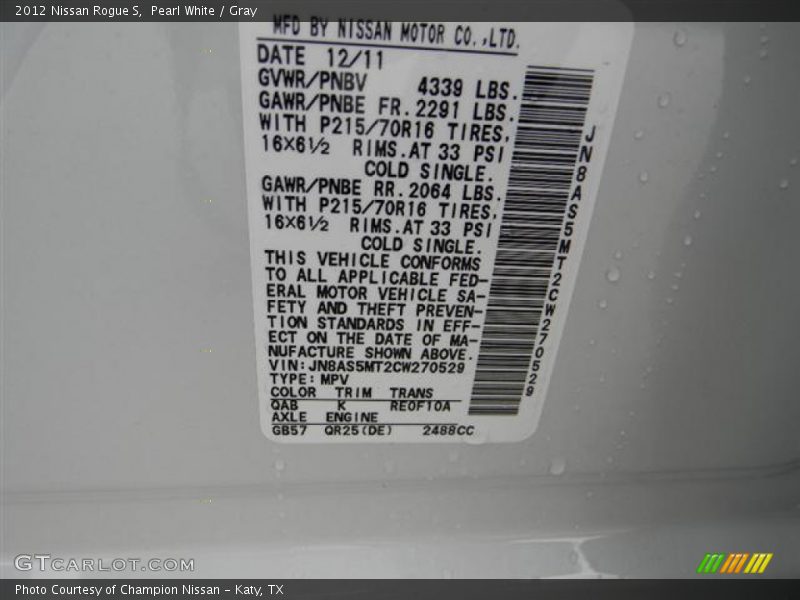 2012 Nissan Rogue S, Pearl White / Gray
MFD BY NISSAN MOTOR CO.,LTD.
DATE 12/11
GVWR/PNBV 4339 LBS.
GAWR/PNBE FR.2291 LBS.
WITH P215/70R16 TIRES,
16X6½ RIMS.AT 33 PSI
COLD SINGLE.
GAWR/PNBE RR.2064 LBS.
WITH P215/70R16 TIRES,
16X6½ RIMS.AT 33 PSI
COLD SINGLE.
THIS VEHICLE CONFORMS
TO ALL APPLICABLE FED-
ERAL MOTOR VEHICLE SA-
FETY AND THEFT PREVEN-
TION STANDARDS IN EFF-
ECT ON THE DATE OF MA-
NUFACTURE SHOWN ABOVE.
VIN:JN8AS5MT2CW270529
TYPE:MPV
COLOR TRIM TRANS
QAB K RE0F10A
AXLE ENGINE
GB57 QR25(DE) 2488CC
JN8AS5MT2CW270529
GTCARLOT.COM
Photo Courtesy of Champion Nissan - Katy, TX